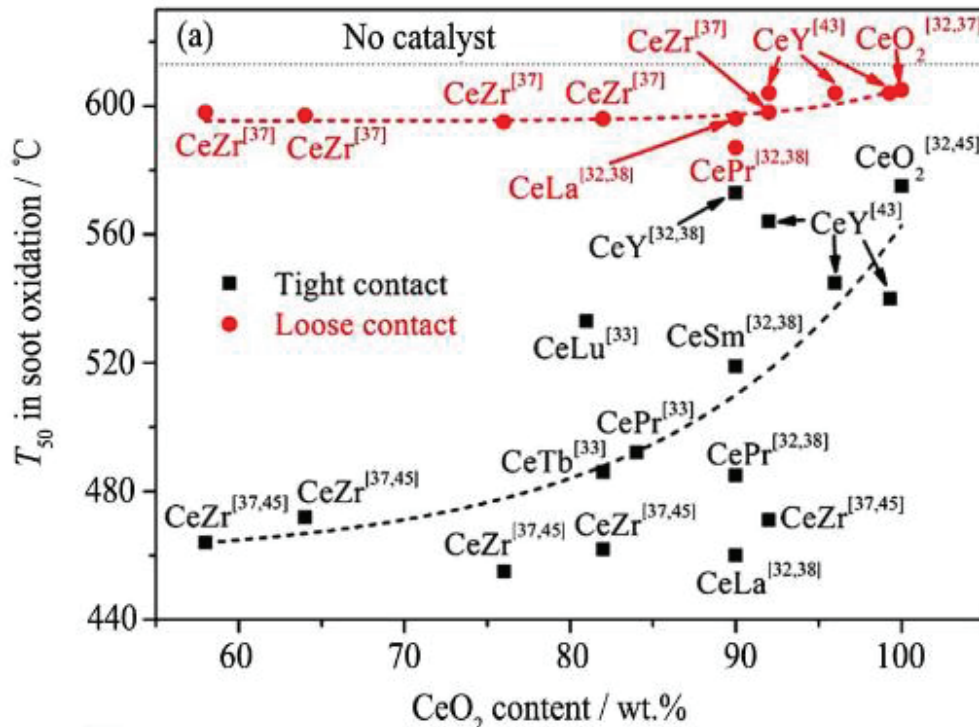 (a)
No catalyst
CeZr[37]
CeY[43]
CeO2[32,37]
600
CeZr[37]
CeZr[37]
CeZr[37]
CeZr[37]
CeLa[32,38]
CePr[32,38]
CeO2[32,45]
560
CeY[32,38]
CeY[43]
Tight contact
Loose contact
CeLu[33]
CeSm[32,38]
520
CePr[33]
CeTb[33]
CePr[32,38]
480
CeZr[37,45]
CeZr[37,45]
CeZr[37,45]
CeZr[37,45]
CeZr[37,45]
CeLa[32,38]
440
T50 in soot oxidation / °C
60 70 80 90 100
CeO2 content / wt.%